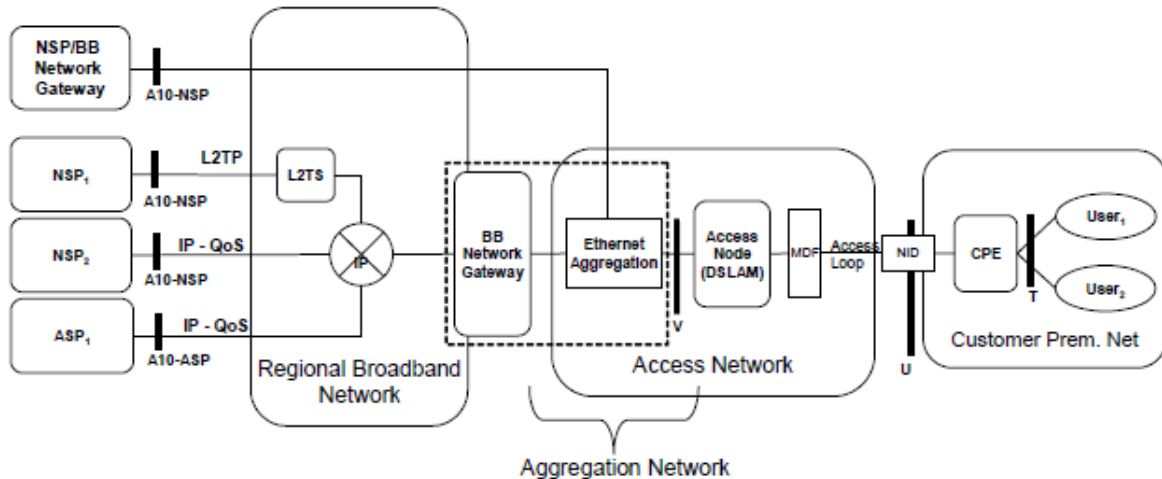 NSP/BB
Network
Gateway
A10-NSP
NSP1
L2TP
A10-NSP
L2TS
NSP2
IP - QoS
A10-NSP
IP
ASP1
IP - QoS
A10-ASP
Regional Broadband
Network
BB
Network
Gateway
Ethernet
Aggregation
V
Access
Node
(DSLAM)
MDF
Access
Loop
Access Network
Aggregation Network
NID
U
CPE
T
User1
User2
Customer Prem. Net